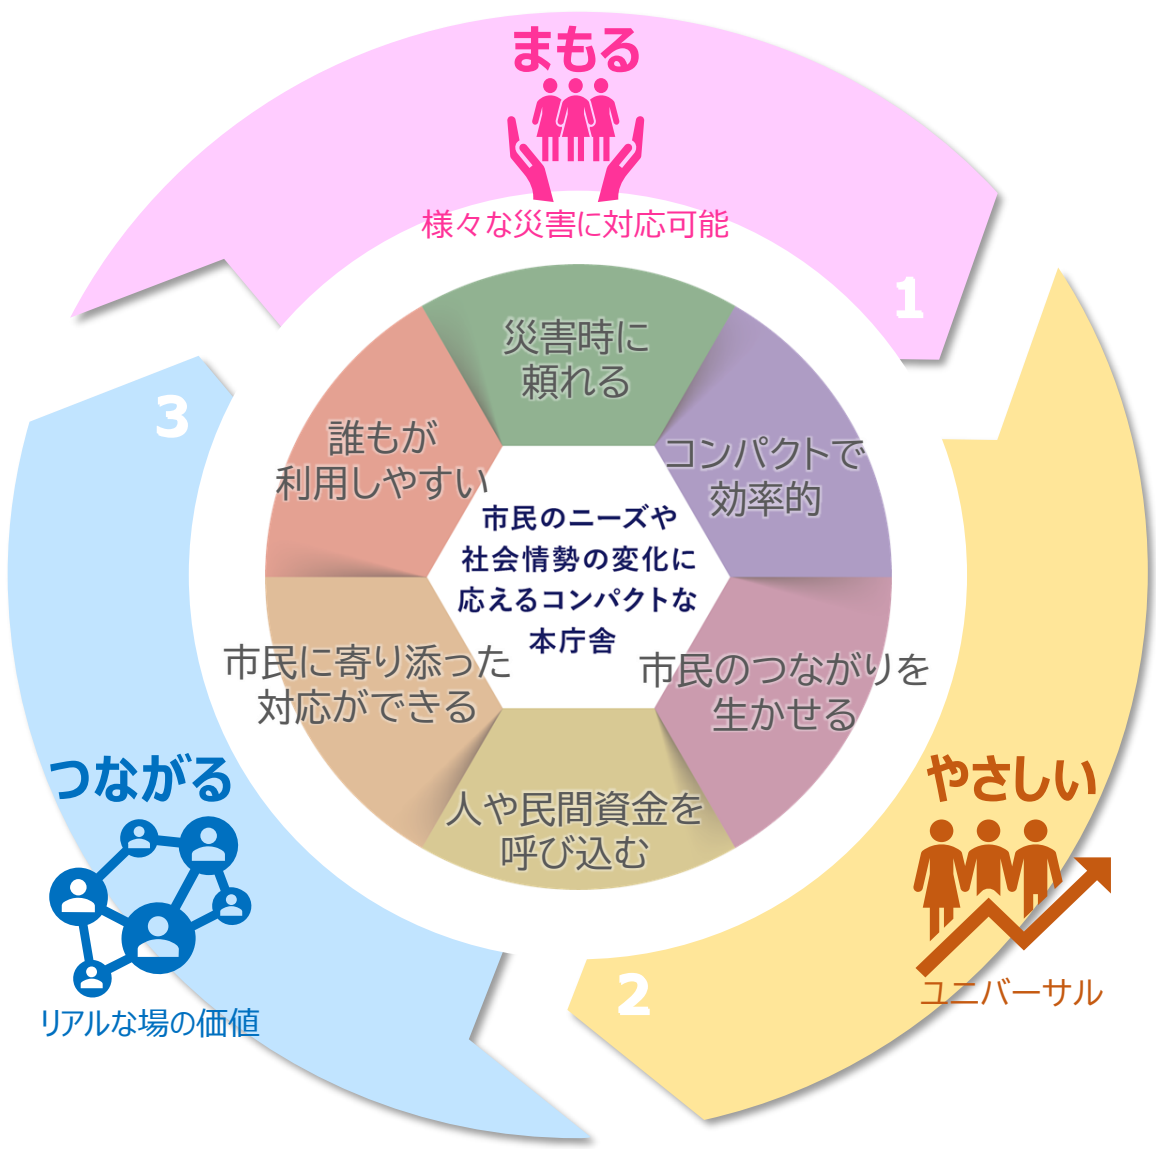 まもる
様々な災害に対応可能
1
災害時に
頼れる
コンパクトで
効率的
市民のつながりを
生かせる
人や民間資金を
呼び込む
市民に寄り添った
対応ができる
誰もが
利用しやすい
市民のニーズや
社会情勢の変化に
応えるコンパクトな
本庁舎
やさしい
ユニバーサル
2
つながる
リアルな場の価値
3